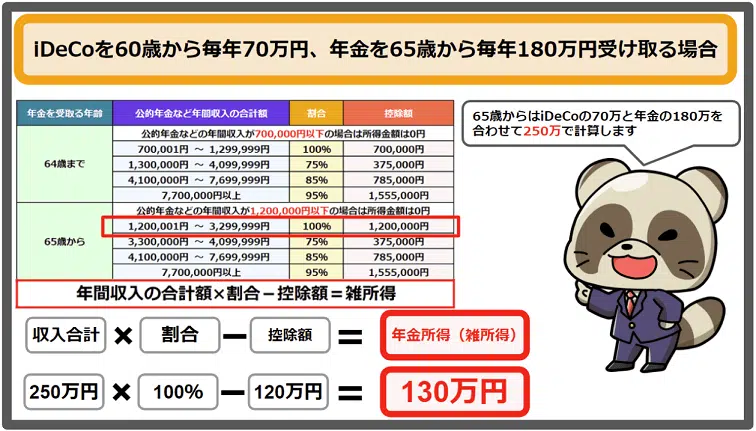 iDeCoを60歳から毎年70万円、年金を65歳から毎年180万円受け取る場合
年金を受取る年齢 公的年金など年間収入の合計額 割合 控除額
64歳まで
公的年金などの年間収入が700,000円以下の場合は所得金額は0円
700,001円 ～ 1,299,999円 100% 700,000円
1,300,000円 ～ 4,099,999円 75% 375,000円
4,100,000円 ～ 7,699,999円 85% 785,000円
7,700,000円以上 95% 1,555,000円
65歳から
公的年金などの年間収入が1,200,000円以下の場合は所得金額は0円
1,200,001円 ～ 3,299,999円 100% 1,200,000円
3,300,000円 ～ 4,099,999円 75% 375,000円
4,100,000円 ～ 7,699,999円 85% 785,000円
7,700,000円以上 95% 1,555,000円
年間収入の合計額×割合－控除額＝雑所得
65歳からはiDeCoの70万と年金の180万を
合わせて250万で計算します
収入合計 × 割合 － 控除額 ＝ 年金所得（雑所得）
250万円 × 100% － 120万円 ＝ 130万円